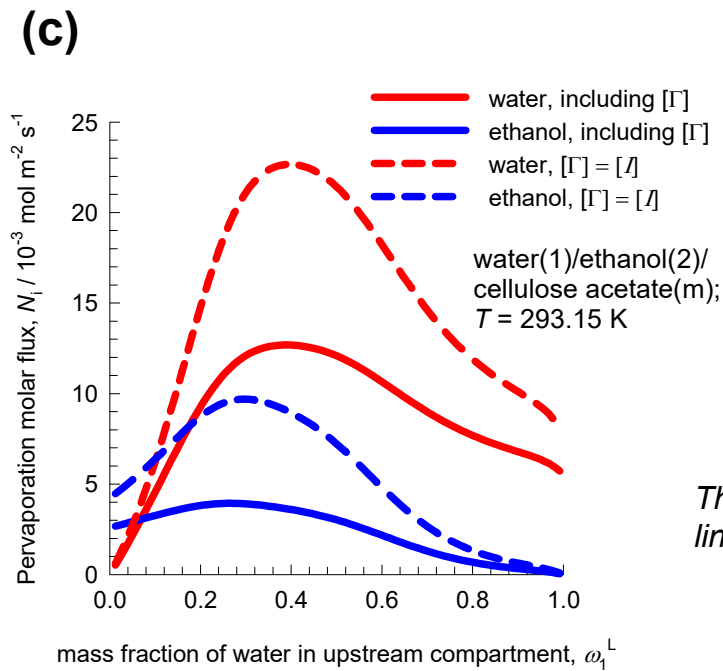 (c)
water, including [Γ]
ethanol, including [Γ]
water, [Γ] = [I]
ethanol, [Γ] = [I]
water(1)/ethanol(2)/
cellulose acetate(m);
T = 293.15 K
Pervaporation molar flux, Nᵢ / 10⁻³ mol m⁻² s⁻¹
25
20
15
10
5
0
0.0 0.2 0.4 0.6 0.8 1.0
mass fraction of water in upstream compartment, ω₁ᴸ
lin